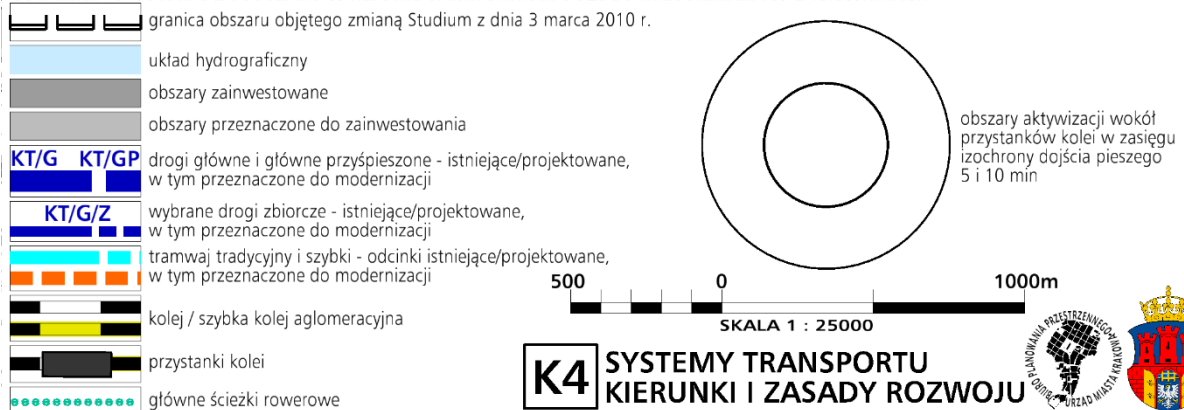 granica obszaru objętego zmianą Studium z dnia 3 marca 2010 r.
układ hydrograficzny
obszary zainwestowane
obszary przeznaczone do zainwestowania
KT/G KT/GP
drogi główne i główne przyśpieszone - istniejące/projektowane,
w tym przeznaczone do modernizacji
KT/G/Z
wybrane drogi zbiorcze - istniejące/projektowane,
w tym przeznaczone do modernizacji
tramwaj tradycyjny i szybki - odcinki istniejące/projektowane,
w tym przeznaczone do modernizacji
kolej / szybka kolej aglomeracyjna
przystanki kolei
główne ścieżki rowerowe
obszary aktywizacji wokół
przystanków kolei w zasięgu
izochrony dojścia pieszego
5 i 10 min
500 0 1000m
SKALA 1 : 25000
K4 SYSTEMY TRANSPORTU
KIERUNKI I ZASADY ROZWOJU
BIURO PLANOWANIA PRZESTRZENNEGO
URZĄD MIASTA KRAKOWA